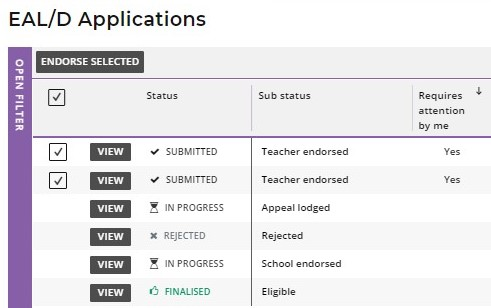 EAL/D Applications
OPEN FILTER
ENDORSE SELECTED
Status Sub status Requires
attention
by me
VIEW SUBMITTED Teacher endorsed Yes
VIEW SUBMITTED Teacher endorsed Yes
VIEW IN PROGRESS Appeal lodged
VIEW REJECTED Rejected
VIEW IN PROGRESS School endorsed
VIEW FINALISED Eligible